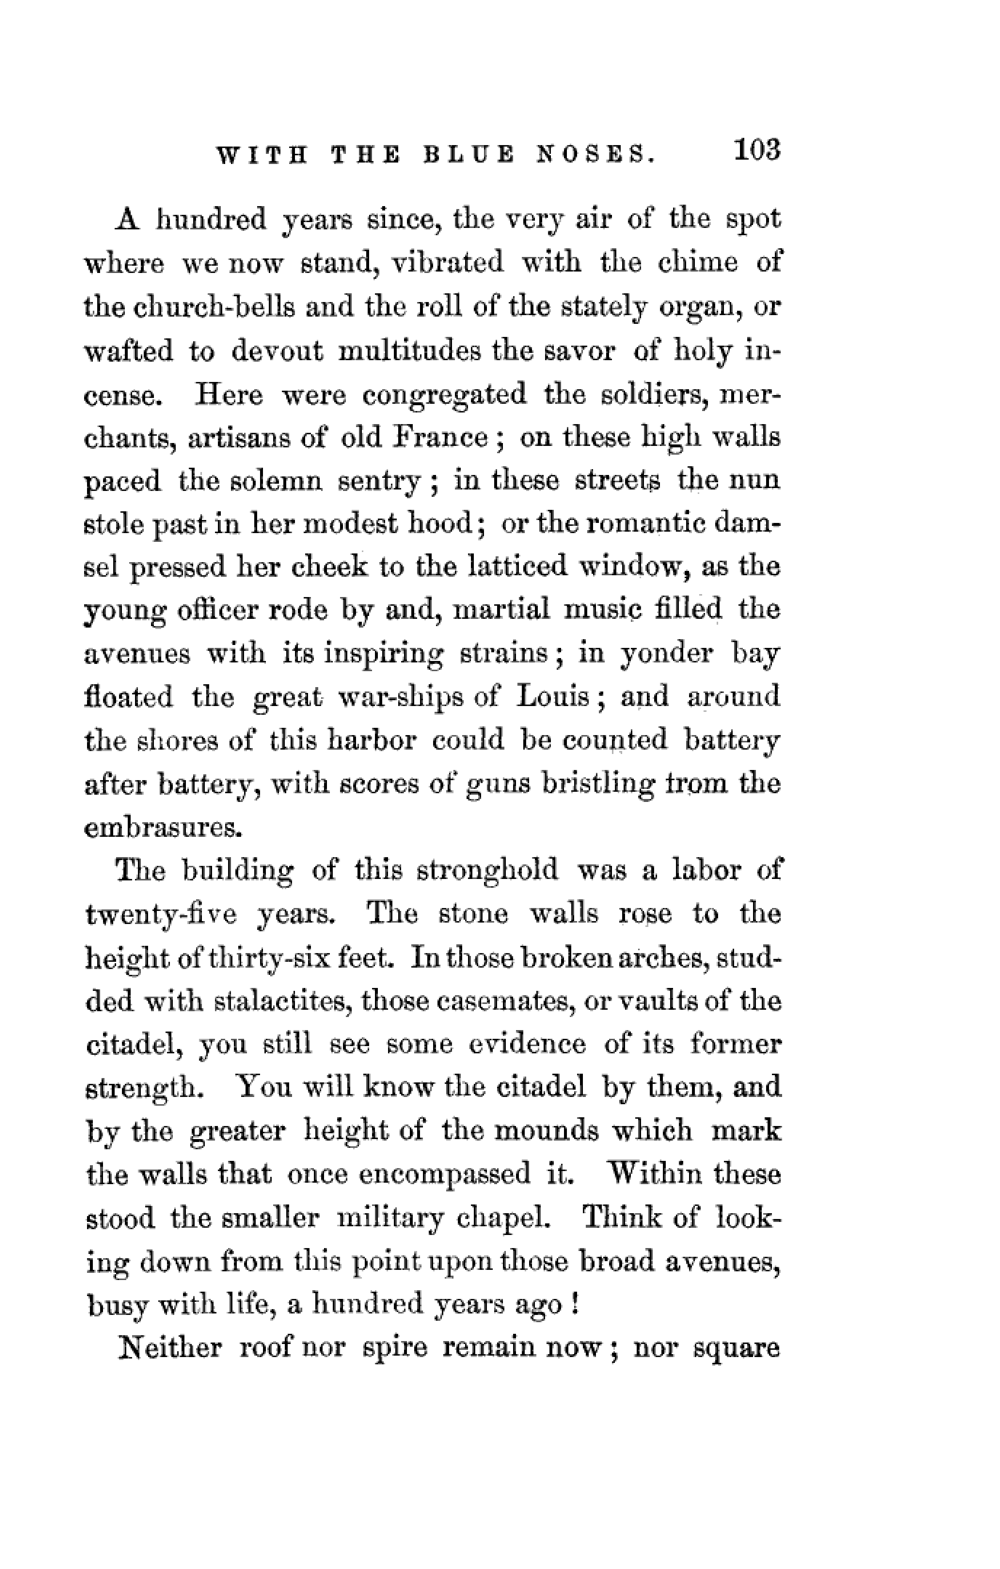 WITH THE BLUE NOSES. 103
A hundred years since, the very air of the spot
where we now stand, vibrated with the chime of
the church-bells and the roll of the stately organ, or
wafted to devout multitudes the savor of holy in-
cense. Here were congregated the soldiers, mer-
chants, artisans of old France ; on these high walls
paced the solemn sentry ; in these streets the nun
stole past in her modest hood ; or the romantic dam-
sel pressed her cheek to the latticed window, as the
young officer rode by and, martial music filled the
avenues with its inspiring strains ; in yonder bay
floated the great war-ships of Louis ; and around
the shores of this harbor could be counted battery
after battery, with scores of guns bristling from the
embrasures.
The building of this stronghold was a labor of
twenty-five years. The stone walls rose to the
height of thirty-six feet. In those broken arches, stud-
ded with stalactites, those casemates, or vaults of the
citadel, you still see some evidence of its former
strength. You will know the citadel by them, and
by the greater height of the mounds which mark
the walls that once encompassed it. Within these
stood the smaller military chapel. Think of look-
ing down from this point upon those broad avenues,
busy with life, a hundred years ago !
Neither roof nor spire remain now ; nor square